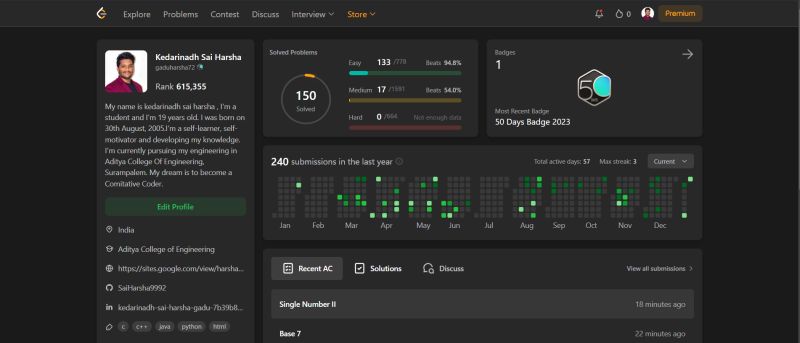 Explore Problems Contest Discuss Interview Store 0 Premium
Kedarinadh Sai Harsha
gaduharsha72
Rank 615,355
My name is kedarinadh sai harsha , I'm a
student and I'm 19 years old. I was born on
30th August, 2005.I'm a self-learner, self-
motivator and developing my knowledge.
I'm currently pursuing my engineering in
Aditya College Of Engineering,
Surampalem. My dream is to become a
Comitative Coder.
Edit Profile
India
Aditya College of Engineering
https://sites.google.com/view/harsha...
SaiHarsha9992
kedarinadh-sai-harsha-gadu-7b39b8...
c c++ java python html
Solved Problems
150
Solved
Easy 133 /778 Beats 94.8%
Medium 17 /1591 Beats 54.0%
Hard 0 /664 Not enough data
Badges
1
50
Most Recent Badge
50 Days Badge 2023
240 submissions in the last year Total active days: 57 Max streak: 3 Current
Jan Feb Mar Apr May Jun Jul Aug Sep Oct Nov Dec
Recent AC Solutions Discuss View all submissions
Single Number II 18 minutes ago
Base 7 22 minutes ago